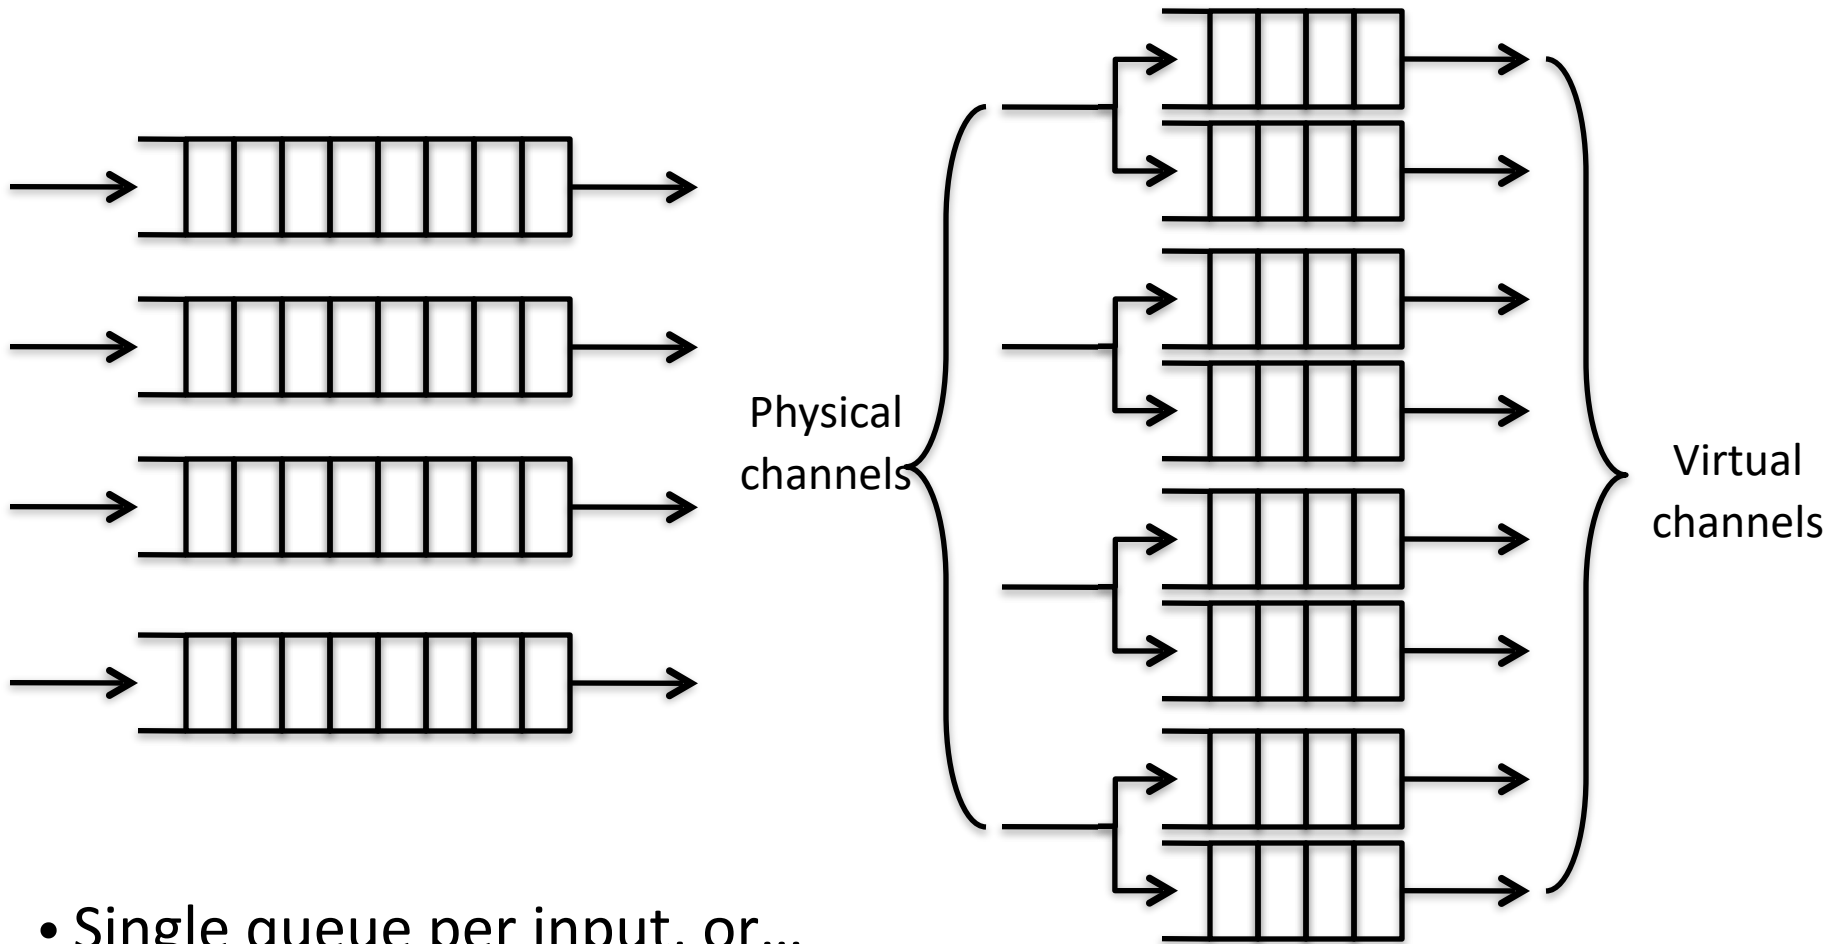 Physical
channels
Virtual
channels
• Single queue per input, or…